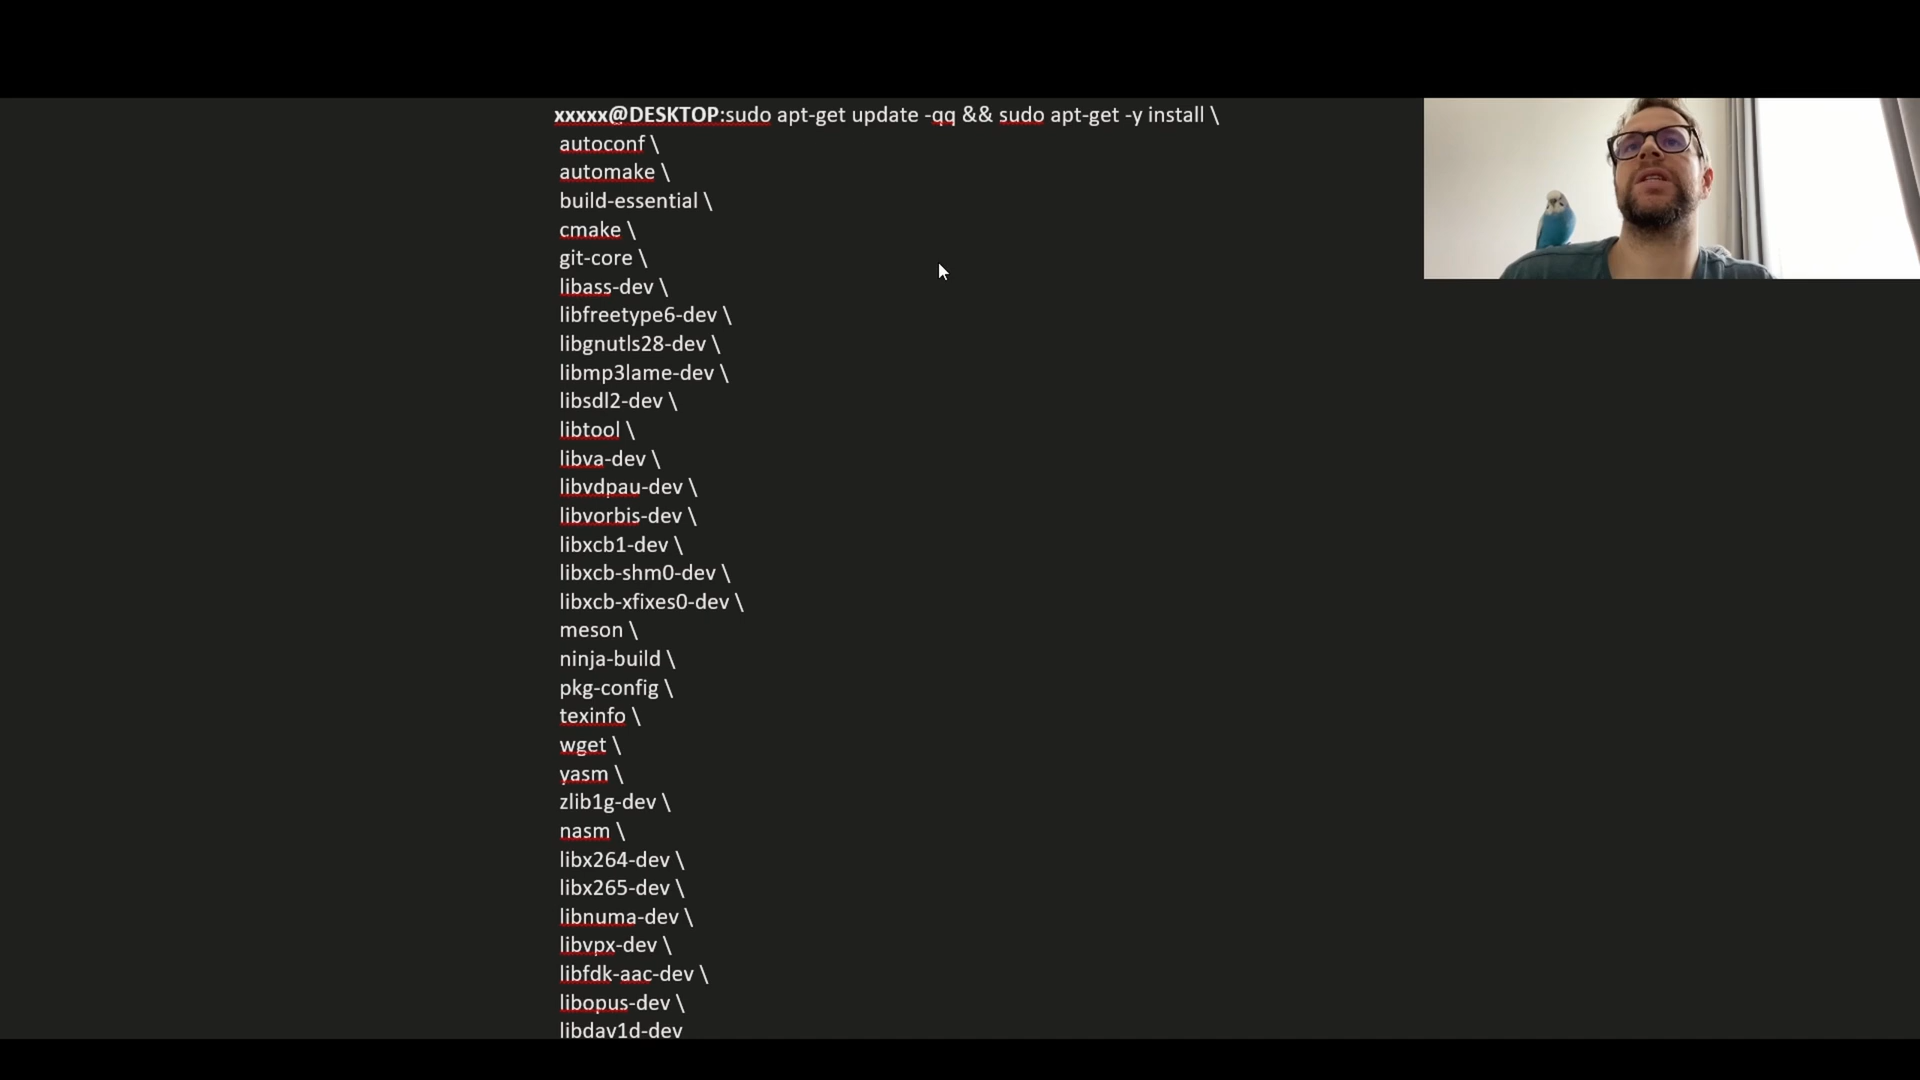 xxxxx@DESKTOP:sudo apt-get update -qq && sudo apt-get -y install \
autoconf \
automake \
build-essential \
cmake \
git-core \
libass-dev \
libfreetype6-dev \
libgnutls28-dev \
libmp3lame-dev \
libsdl2-dev \
libtool \
libva-dev \
libvdpau-dev \
libvorbis-dev \
libxcb1-dev \
libxcb-shm0-dev \
libxcb-xfixes0-dev \
meson \
ninja-build \
pkg-config \
texinfo \
wget \
yasm \
zlib1g-dev \
nasm \
libx264-dev \
libx265-dev \
libnuma-dev \
libvpx-dev \
libfdk-aac-dev \
libopus-dev \
libdav1d-dev